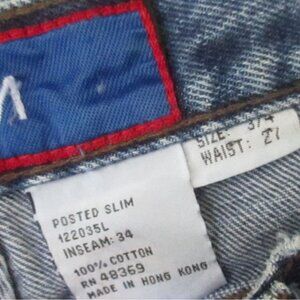 SIZE: 3/4
WAIST: 27
POSTED SLIM
122035L
INSEAM: 34
100% COTTON
RN 48369
MADE IN HONG KONG